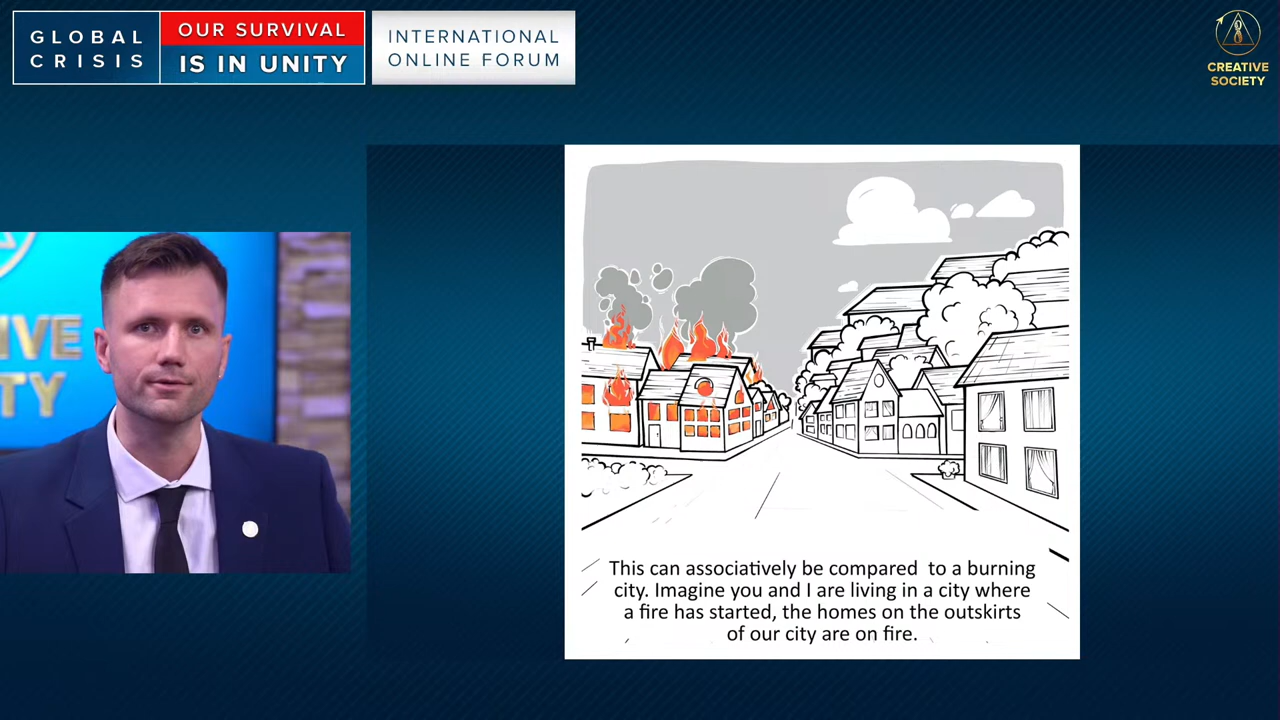 GLOBAL
CRISIS
OUR SURVIVAL
IS IN UNITY
INTERNATIONAL
ONLINE FORUM
CREATIVE
SOCIETY
IVE
TY
This can associatively be compared to a burning
city. Imagine you and I are living in a city where
a fire has started, the homes on the outskirts
of our city are on fire.